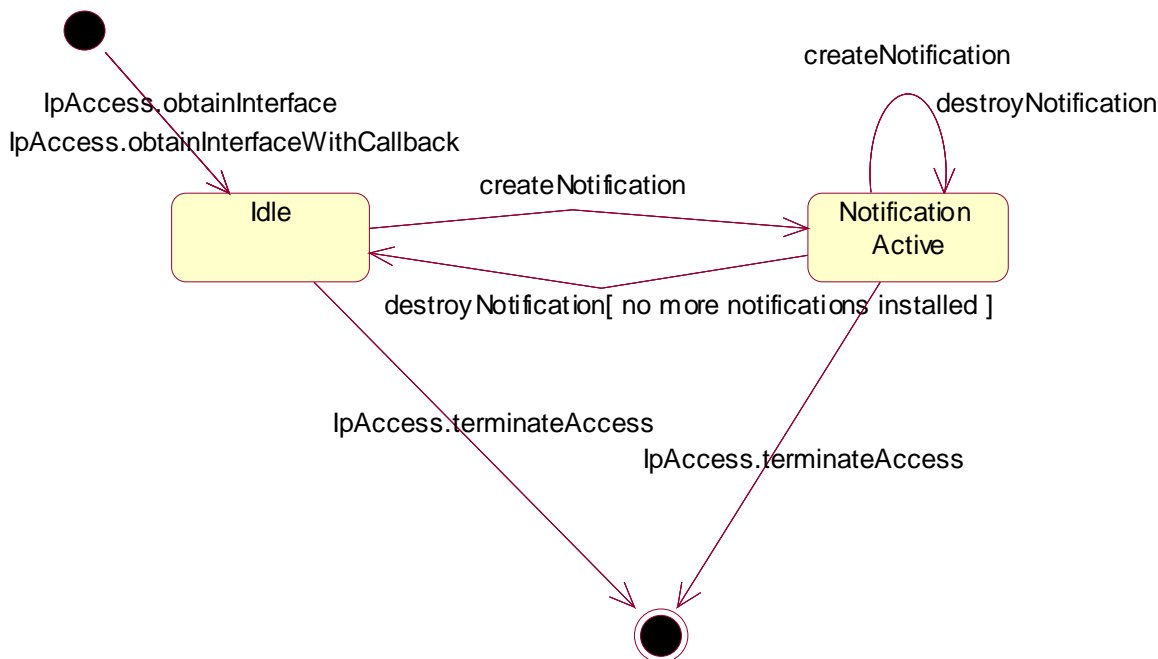 createNotification
IpAccess.obtainInterface
destroyNotification
IpAccess.obtainInterfaceWithCallback
createNotification
Idle
Notification
Active
destroyNotification[ no more notifications installed ]
IpAccess.terminateAccess
IpAccess.terminateAccess